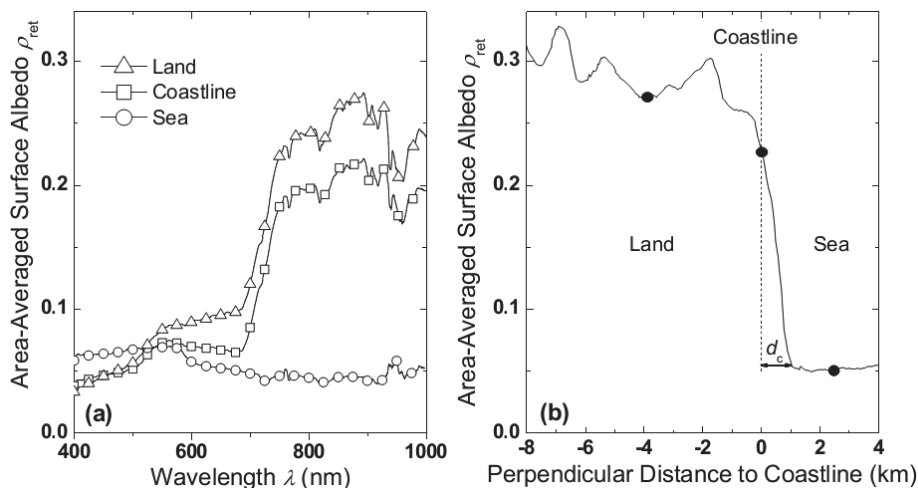 Area-Averaged Surface Albedo ρret
0.3
0.2
0.1
0.0
Land
Coastline
Sea
(a)
400 600 800 1000
Wavelength λ (nm)
Area-Averaged Surface Albedo ρret
0.3
0.2
0.1
0.0
Coastline
Land
Sea
dc
(b)
-8 -6 -4 -2 0 2 4
Perpendicular Distance to Coastline (km)